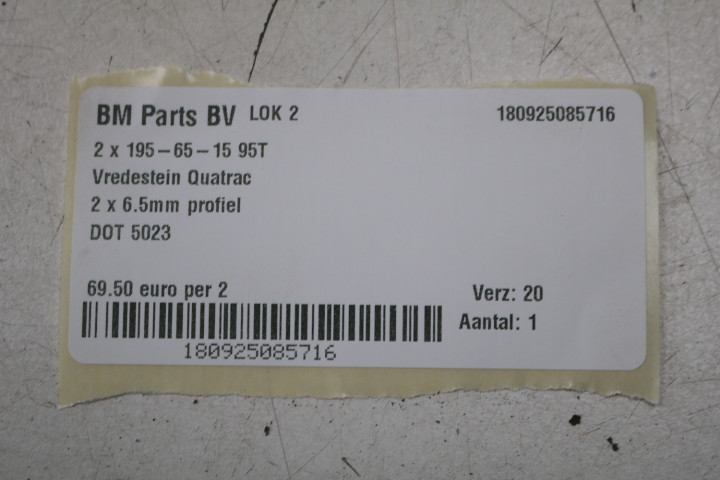 BM Parts BV LOK 2 180925085716
2 x 195-65-15 95T
Vredestein Quatrac
2 x 6.5mm profiel
DOT 5023
69.50 euro per 2 Verz: 20
Aantal: 1
180925085716